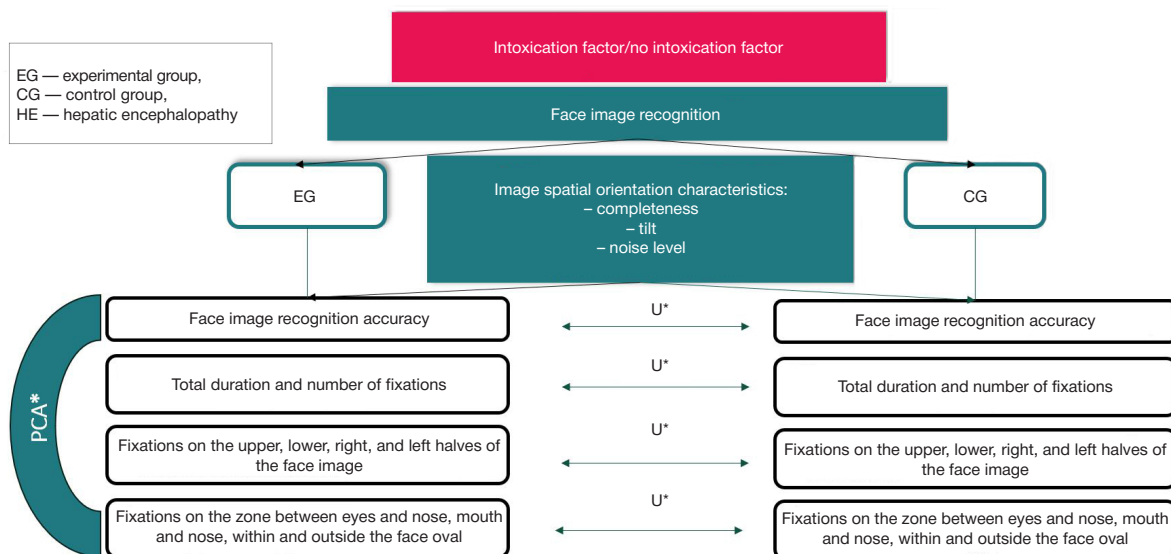 Intoxication factor/no intoxication factor
EG — experimental group,
CG — control group,
HE — hepatic encephalopathy
Face image recognition
EG
Image spatial orientation characteristics:
– completeness
– tilt
– noise level
CG
PCA*
Face image recognition accuracy
U*
Face image recognition accuracy
Total duration and number of fixations
U*
Total duration and number of fixations
Fixations on the upper, lower, right, and left halves of
the face image
U*
Fixations on the upper, lower, right, and left halves of
the face image
Fixations on the zone between eyes and nose, mouth
and nose, within and outside the face oval
U*
Fixations on the zone between eyes and nose, mouth
and nose, within and outside the face oval